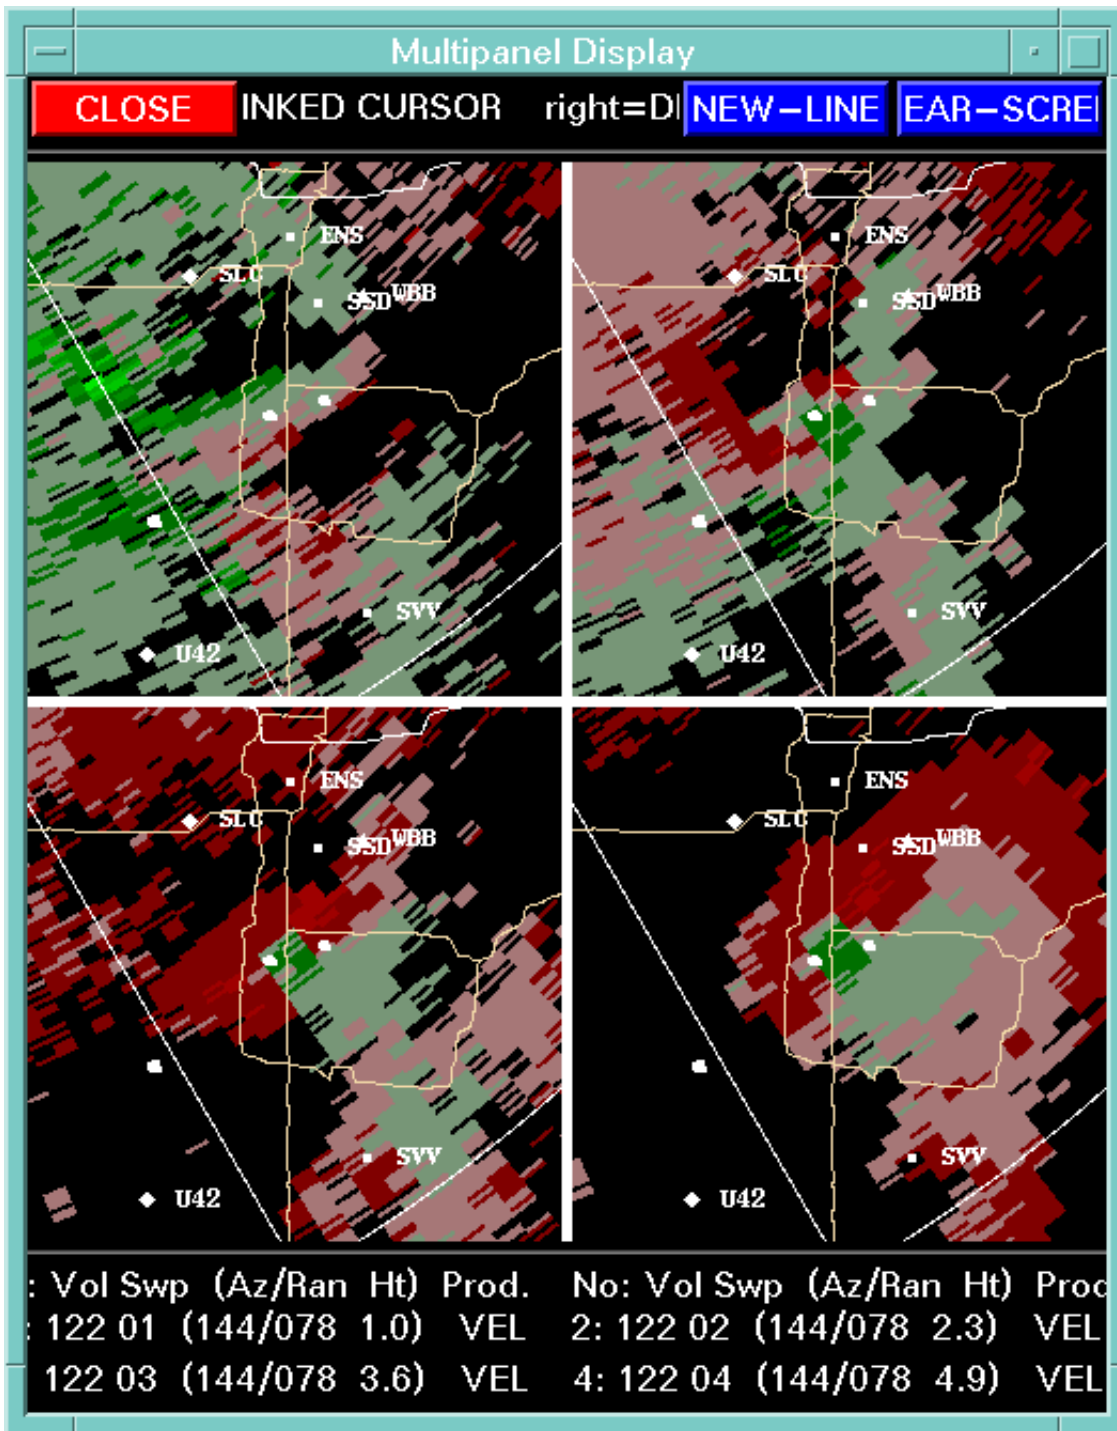 Multipanel Display
CLOSE INKED CURSOR right=DI NEW-LINE EAR-SCREI
ENS ENS
SLC SLC
SSD WBB SSD WBB
SVV SVV
U42 U42
ENS ENS
SLC SLC
SSD WBB SSD WBB
SVV SVV
U42 U42
: Vol Swp (Az/Ran Ht) Prod. No: Vol Swp (Az/Ran Ht) Prod
: 122 01 (144/078 1.0) VEL 2: 122 02 (144/078 2.3) VEL
122 03 (144/078 3.6) VEL 4: 122 04 (144/078 4.9) VEL